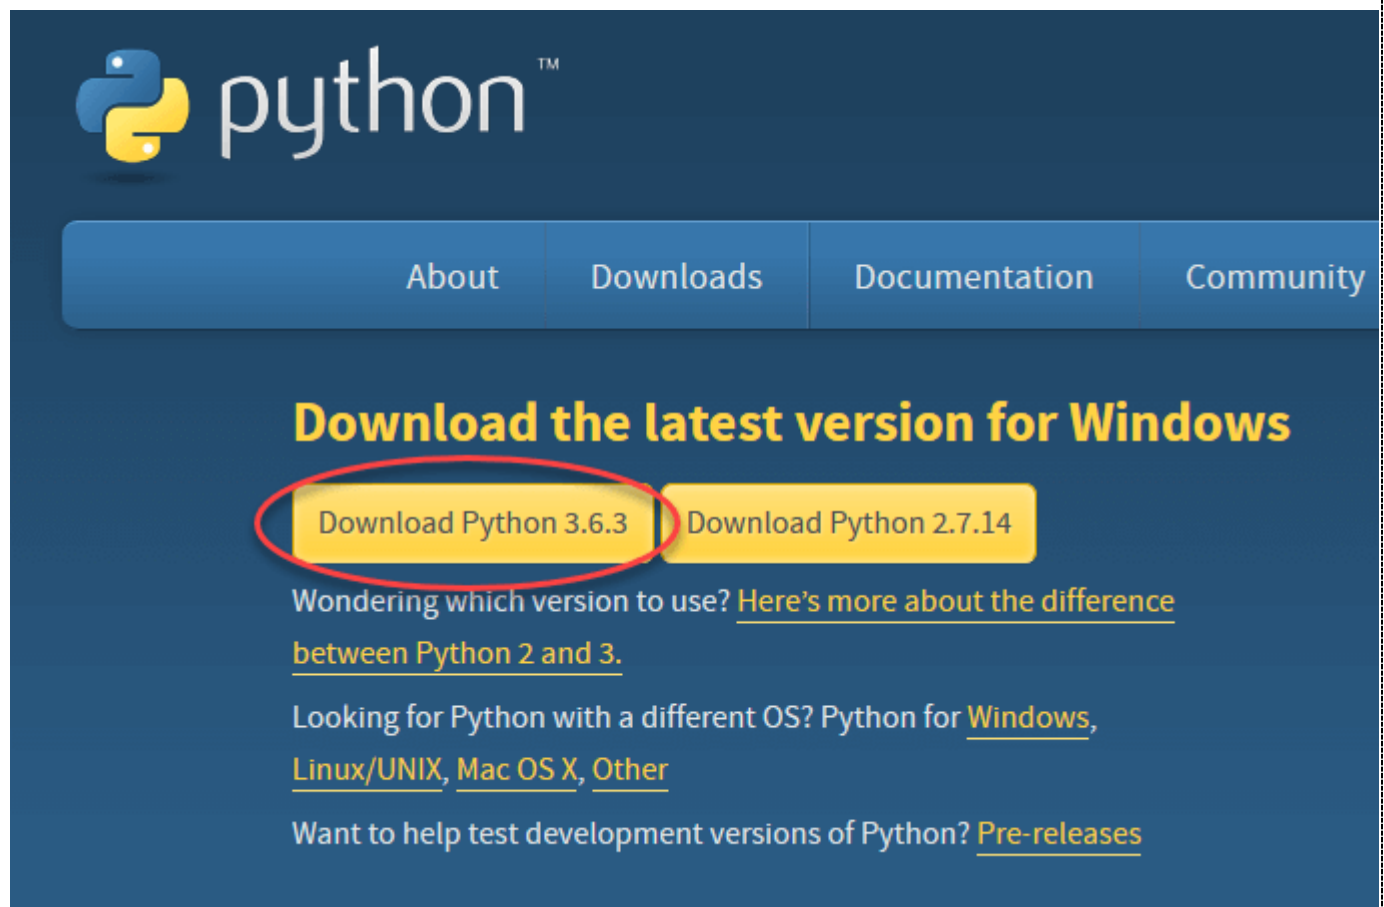 python™
About Downloads Documentation Community
Download the latest version for Windows
Download Python 3.6.3 Download Python 2.7.14
Wondering which version to use? Here's more about the difference
between Python 2 and 3.
Looking for Python with a different OS? Python for Windows,
Linux/UNIX, Mac OS X, Other
Want to help test development versions of Python? Pre-releases